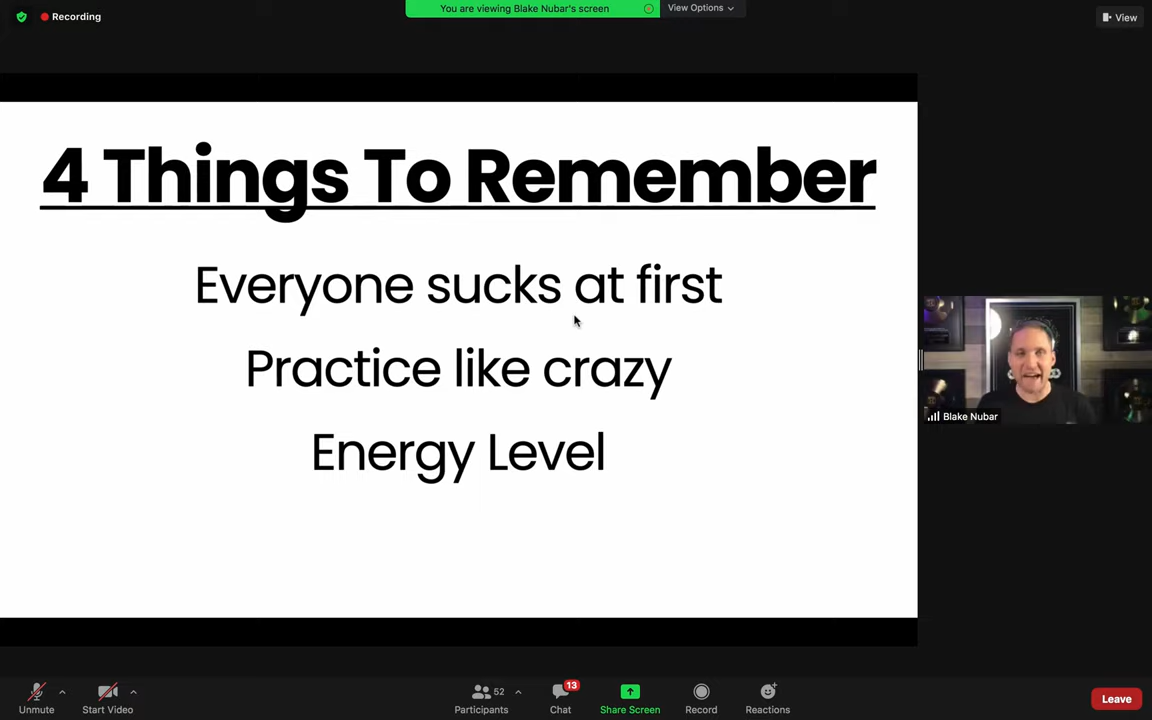 Recording
You are viewing Blake Nubar's screen
View Options
View
4 Things To Remember
Everyone sucks at first
Practice like crazy
Energy Level
Blake Nubar
Unmute
Start Video
52
Participants
13
Chat
Share Screen
Record
Reactions
Leave